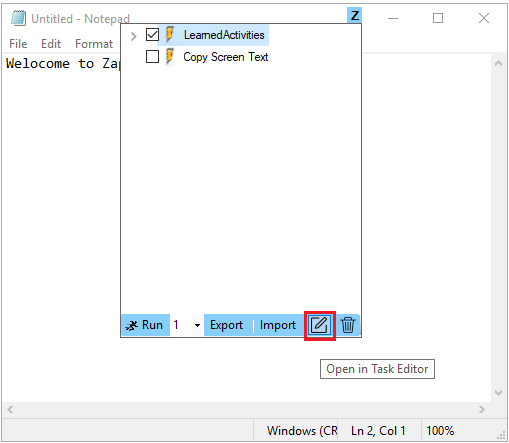 Untitled - Notepad
Z
File Edit Format
LearnedActivities
Welocome to Zap
Copy Screen Text
Run 1 Export Import
Open in Task Editor
Windows (CR Ln 2, Col 1 100%